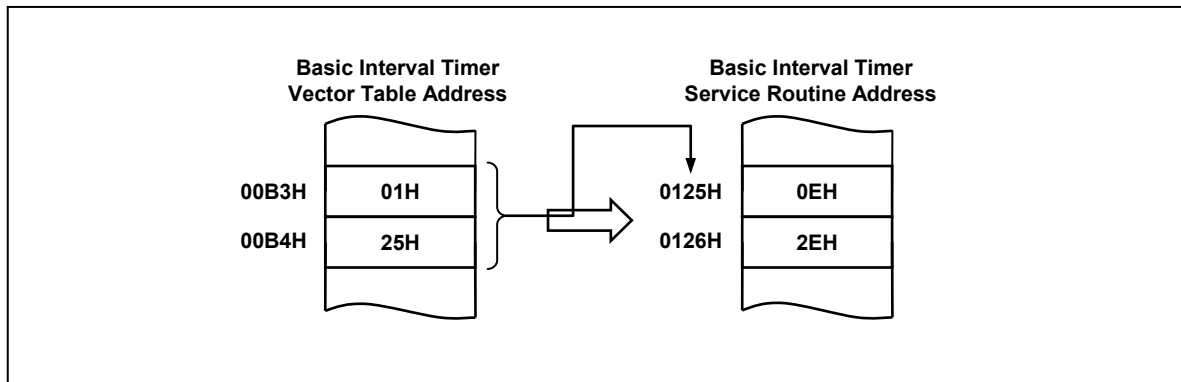 Basic Interval Timer
Vector Table Address
00B3H 01H
00B4H 25H
Basic Interval Timer
Service Routine Address
0125H 0EH
0126H 2EH